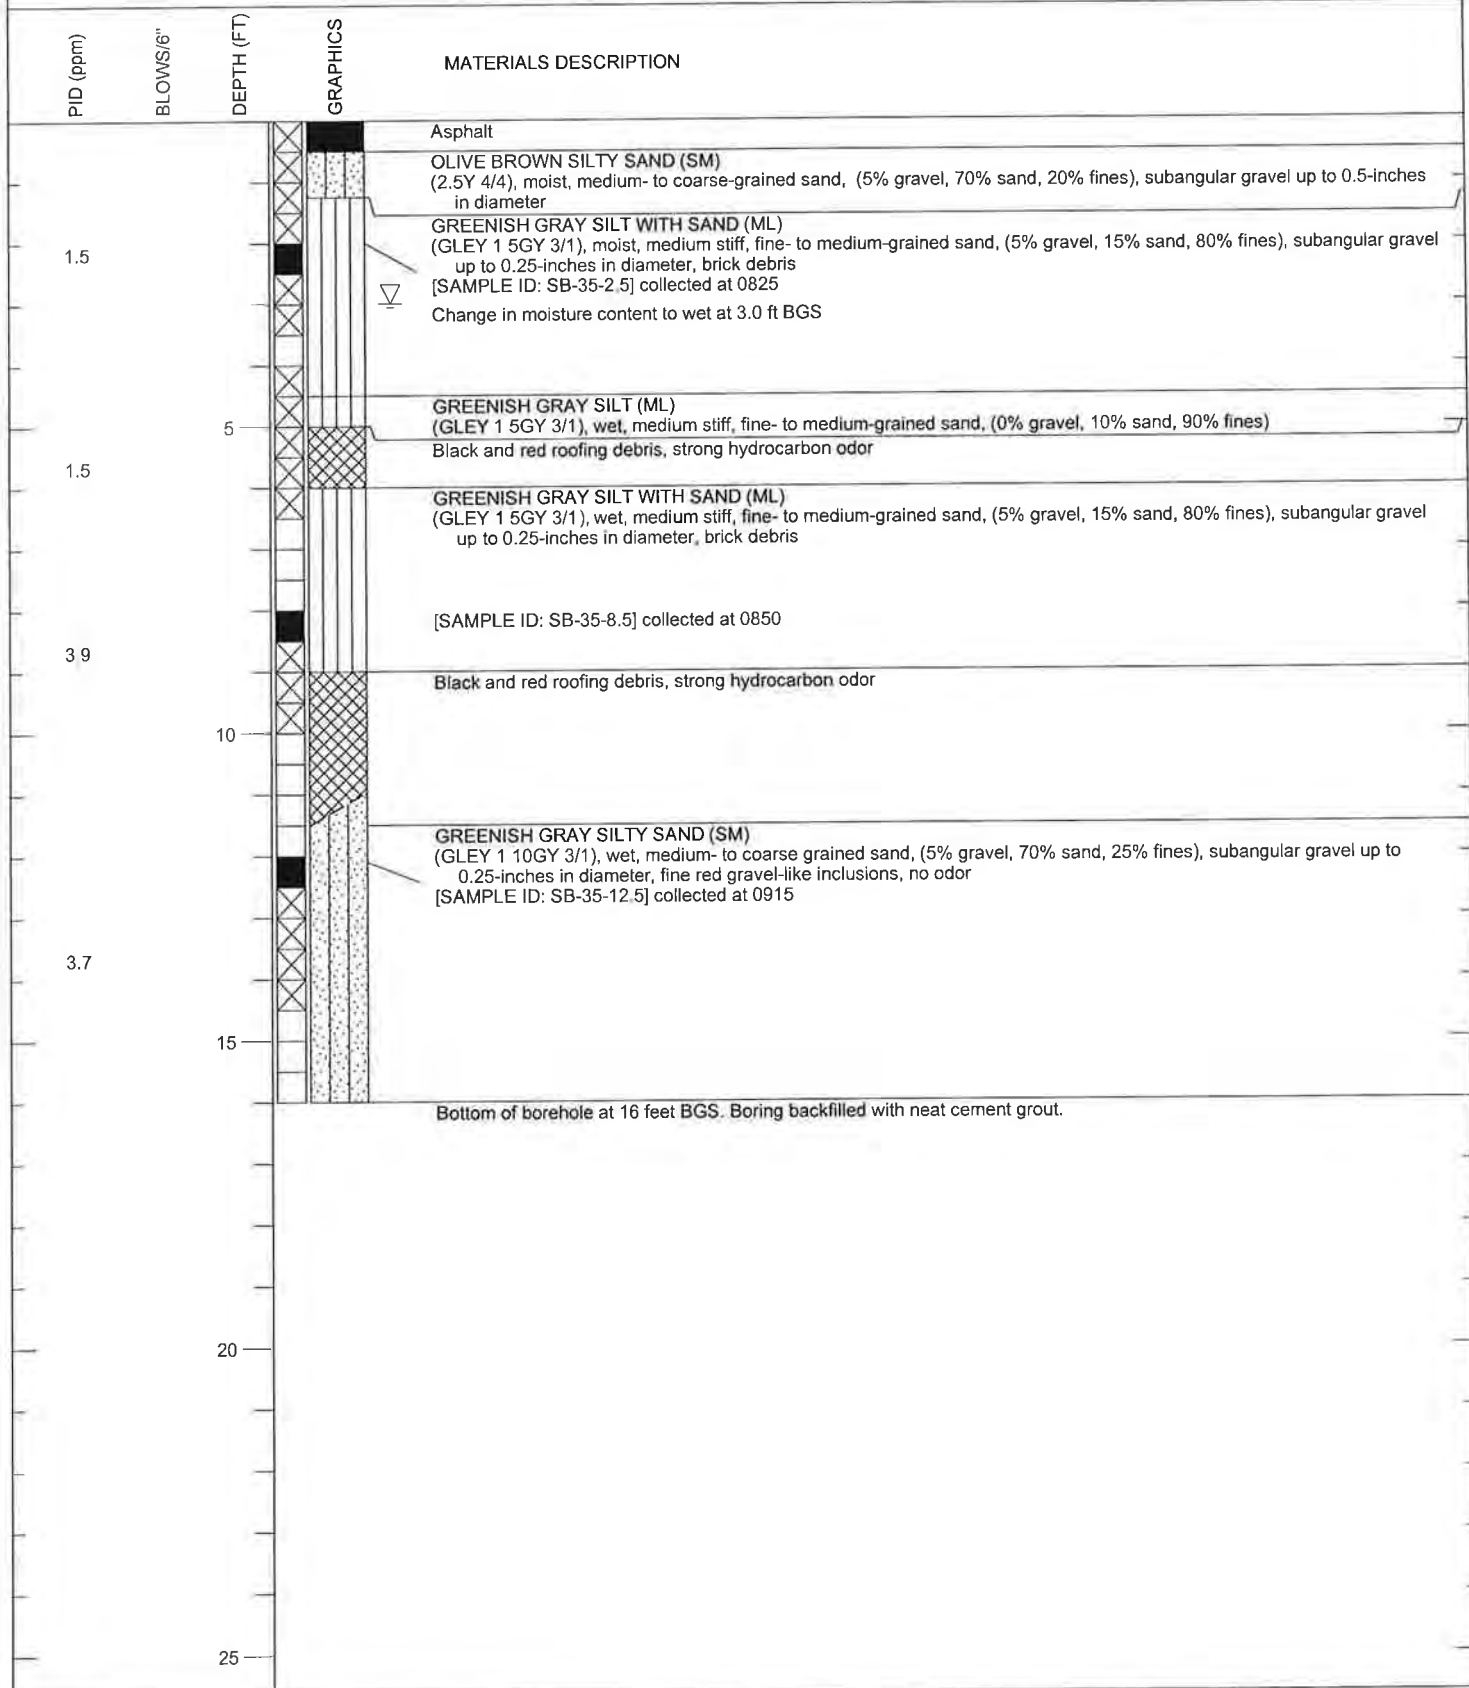 PID (ppm)
BLOWS/6"
DEPTH (FT)
GRAPHICS
MATERIALS DESCRIPTION
Asphalt
OLIVE BROWN SILTY SAND (SM)
(2.5Y 4/4), moist, medium- to coarse-grained sand, (5% gravel, 70% sand, 20% fines), subangular gravel up to 0.5-inches
in diameter
GREENISH GRAY SILT WITH SAND (ML)
(GLEY 1 5GY 3/1), moist, medium stiff, fine- to medium-grained sand, (5% gravel, 15% sand, 80% fines), subangular gravel
1.5
up to 0.25-inches in diameter, brick debris
[SAMPLE ID: SB-35-2.5] collected at 0825
Change in moisture content to wet at 3.0 ft BGS
GREENISH GRAY SILT (ML)
(GLEY 1 5GY 3/1), wet, medium stiff, fine- to medium-grained sand, (0% gravel, 10% sand, 90% fines)
5
Black and red roofing debris, strong hydrocarbon odor
1.5
GREENISH GRAY SILT WITH SAND (ML)
(GLEY 1 5GY 3/1), wet, medium stiff, fine- to medium-grained sand, (5% gravel, 15% sand, 80% fines), subangular gravel
up to 0.25-inches in diameter, brick debris
[SAMPLE ID: SB-35-8.5] collected at 0850
3 9
Black and red roofing debris, strong hydrocarbon odor
10
GREENISH GRAY SILTY SAND (SM)
(GLEY 1 10GY 3/1), wet, medium- to coarse grained sand, (5% gravel, 70% sand, 25% fines), subangular gravel up to
0.25-inches in diameter, fine red gravel-like inclusions, no odor
[SAMPLE ID: SB-35-12.5] collected at 0915
3.7
15
Bottom of borehole at 16 feet BGS. Boring backfilled with neat cement grout.
20
25